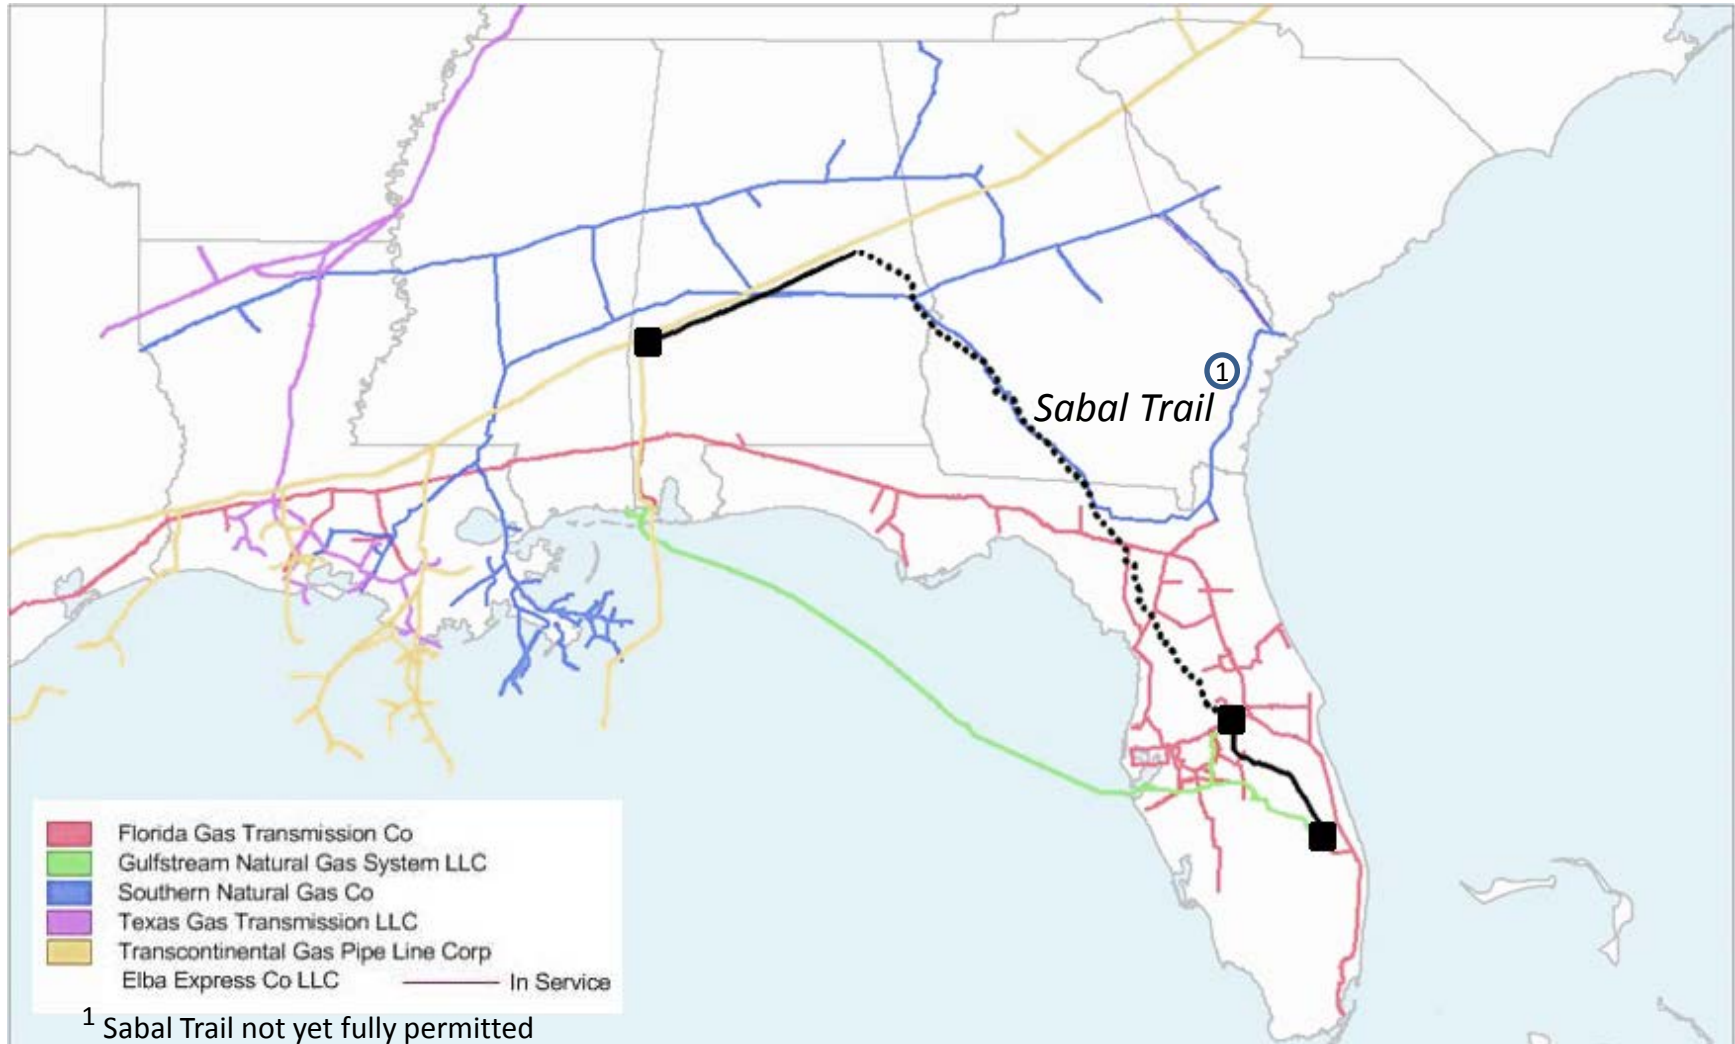 1
Sabal Trail
Florida Gas Transmission Co
Gulfstream Natural Gas System LLC
Southern Natural Gas Co
Texas Gas Transmission LLC
Transcontinental Gas Pipe Line Corp
Elba Express Co LLC In Service
1 Sabal Trail not yet fully permitted